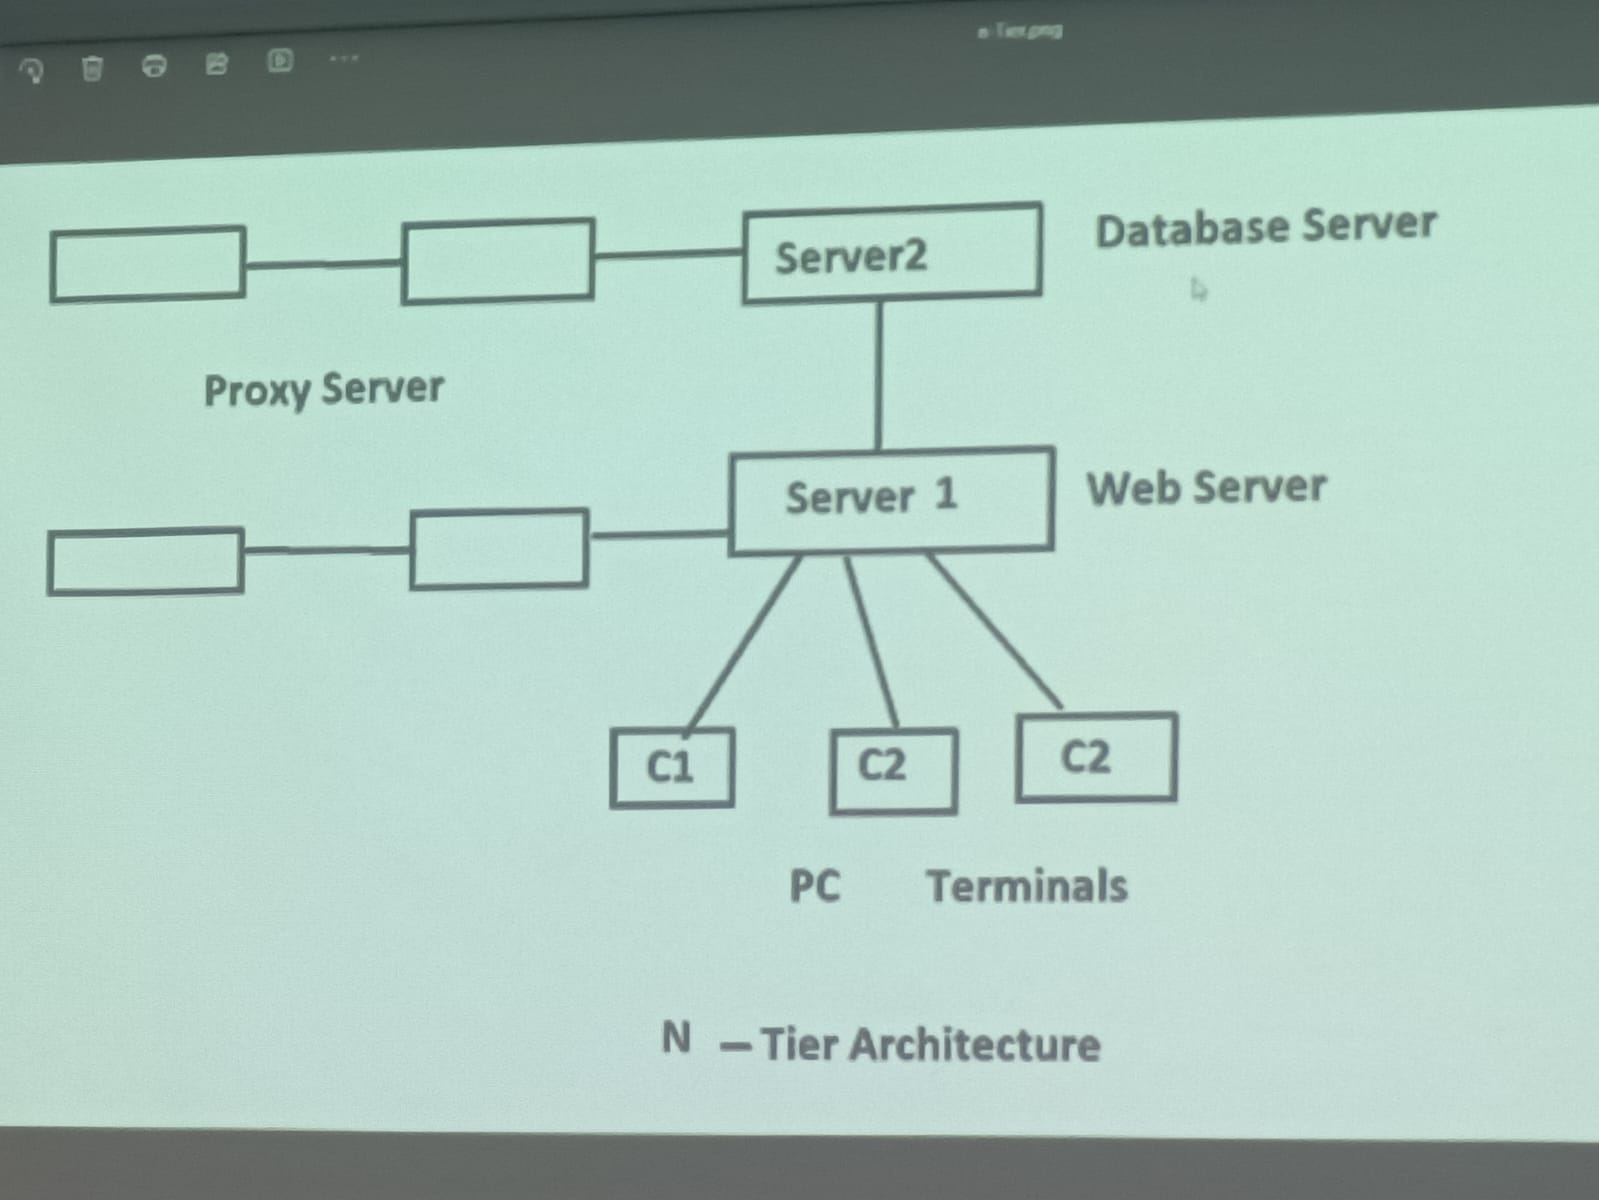 n-Tier.png
Server2
Database Server
Proxy Server
Server 1
Web Server
C1
C2
C2
PC Terminals
N – Tier Architecture